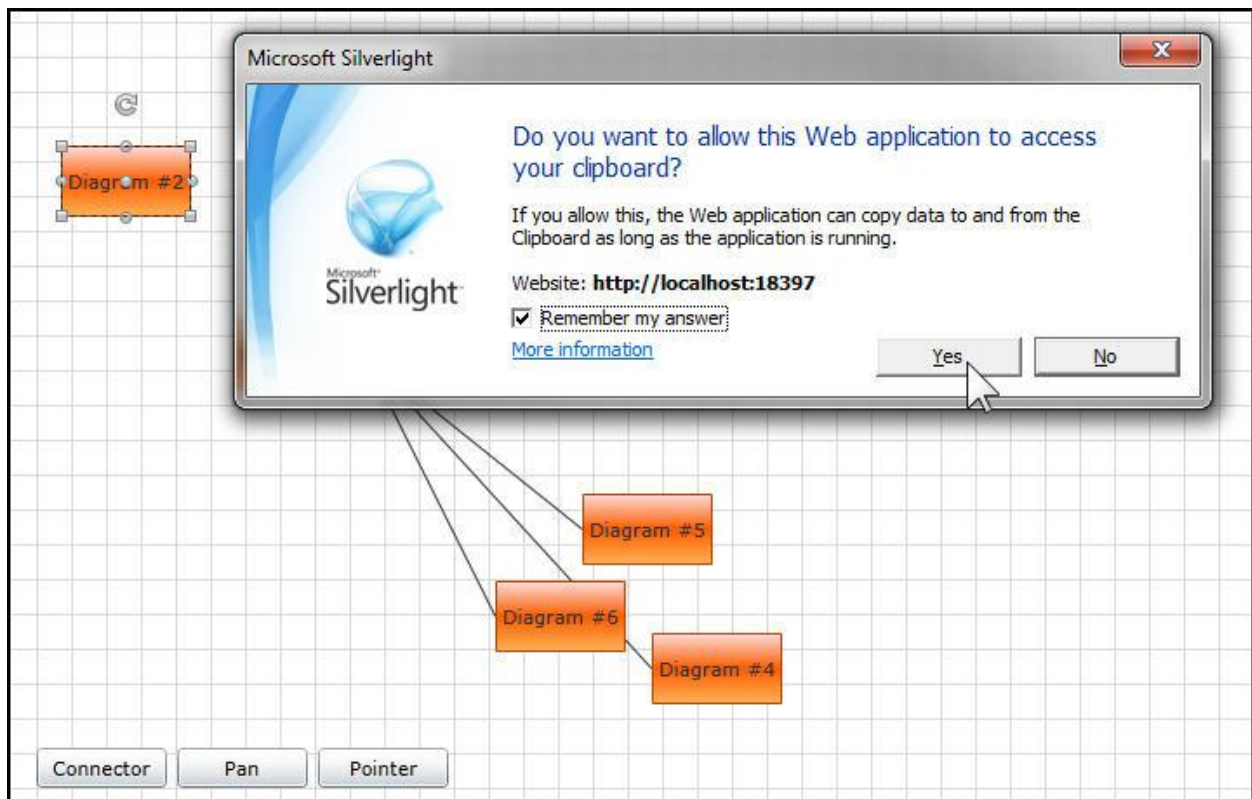 Microsoft Silverlight
Do you want to allow this Web application to access
your clipboard?
Diagram #2
If you allow this, the Web application can copy data to and from the
Clipboard as long as the application is running.
Microsoft®
Silverlight
Website: http://localhost:18397
Remember my answer
More information
Yes
No
Diagram #5
Diagram #6
Diagram #4
Connector
Pan
Pointer